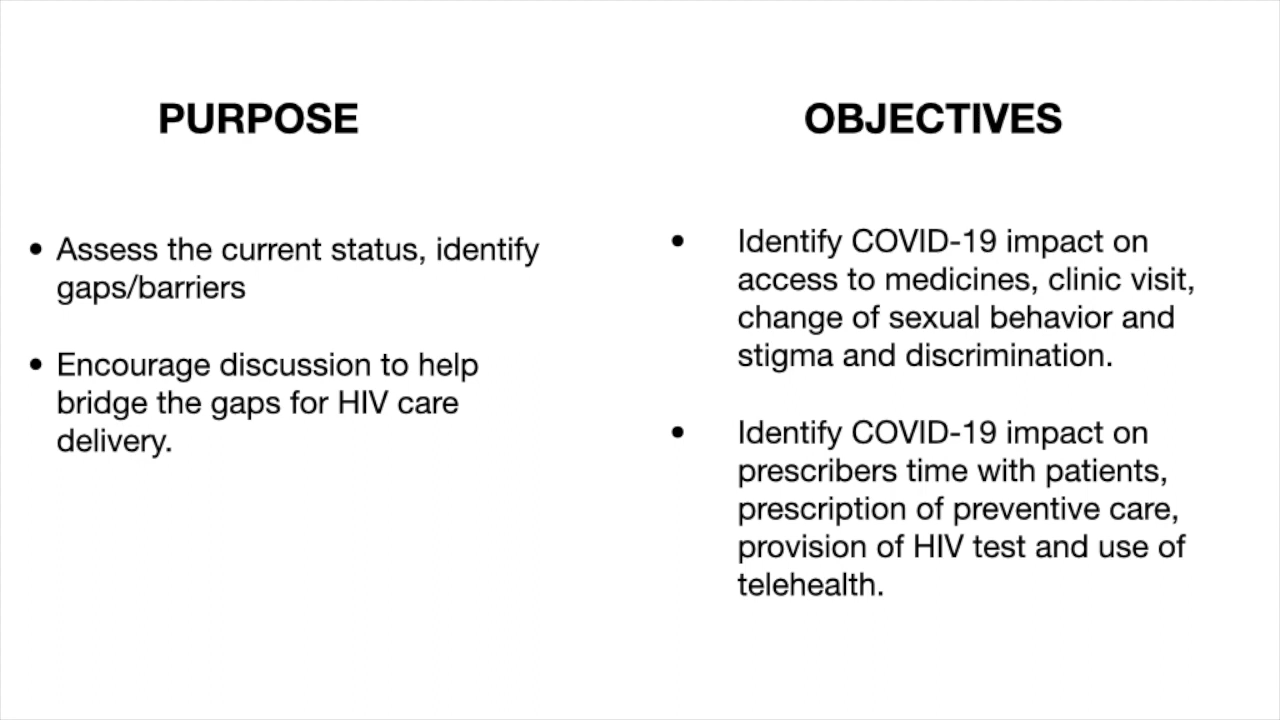 PURPOSE
• Assess the current status, identify
gaps/barriers
• Encourage discussion to help
bridge the gaps for HIV care
delivery.
OBJECTIVES
• Identify COVID-19 impact on
access to medicines, clinic visit,
change of sexual behavior and
stigma and discrimination.
• Identify COVID-19 impact on
prescribers time with patients,
prescription of preventive care,
provision of HIV test and use of
telehealth.